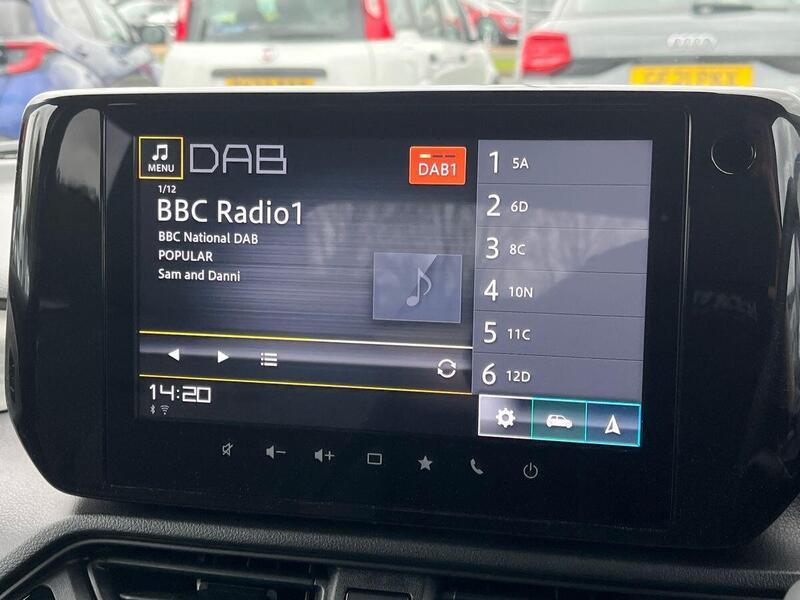 MENU
DAB
DAB1
1/12
BBC Radio1
BBC National DAB
POPULAR
Sam and Danni
1 5A
2 6D
3 8C
4 10N
5 11C
6 12D
14:20